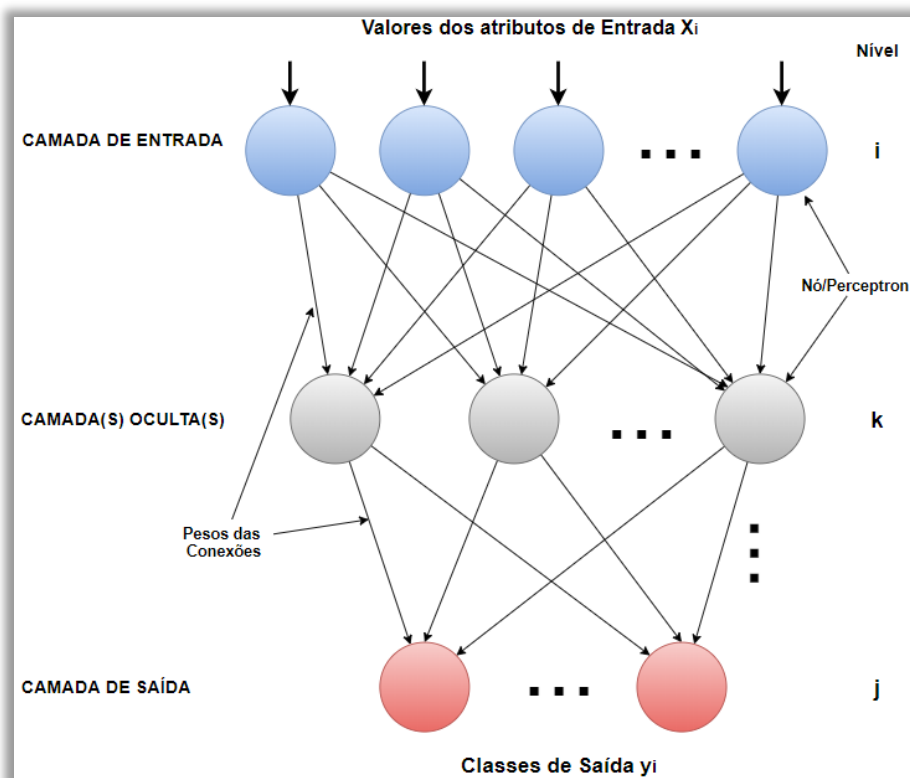 Valores dos atributos de Entrada Xi
Nível
CAMADA DE ENTRADA
i
Nó/Perceptron
CAMADA(S) OCULTA(S)
k
Pesos das
Conexões
CAMADA DE SAÍDA
j
Classes de Saída yi